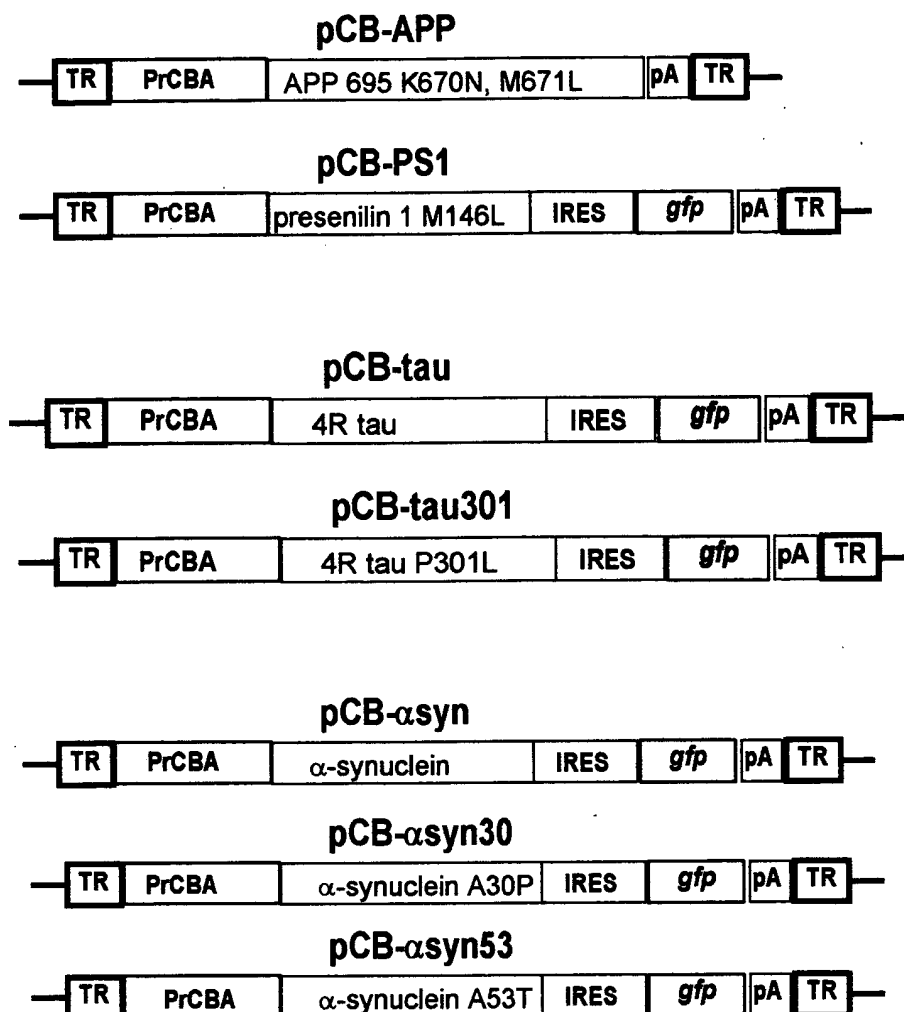 pCB-APP
TR PrCBA APP 695 K670N, M671L pA TR
pCB-PS1
TR PrCBA presenilin 1 M146L IRES gfp pA TR
pCB-tau
TR PrCBA 4R tau IRES gfp pA TR
pCB-tau301
TR PrCBA 4R tau P301L IRES gfp pA TR
pCB-αsyn
TR PrCBA α-synuclein IRES gfp pA TR
pCB-αsyn30
TR PrCBA α-synuclein A30P IRES gfp pA TR
pCB-αsyn53
TR PrCBA α-synuclein A53T IRES gfp pA TR